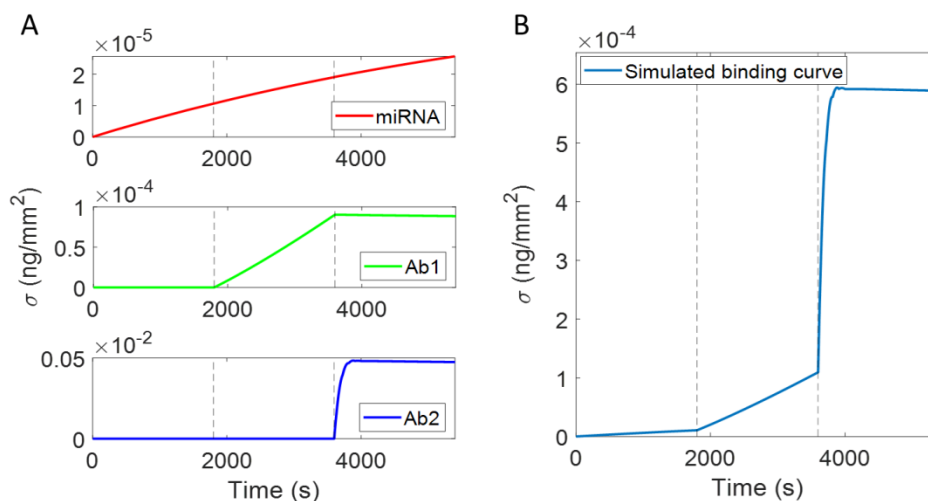 A
×10⁻⁵
2
1
0
miRNA
0 2000 4000
×10⁻⁴
1
0.5
0
Ab1
0 2000 4000
σ (ng/mm²)
×10⁻²
0.05
0
Ab2
0 2000 4000
Time (s)
B
×10⁻⁴
Simulated binding curve
6
5
4
3
2
1
0
σ (ng/mm²)
0 2000 4000
Time (s)